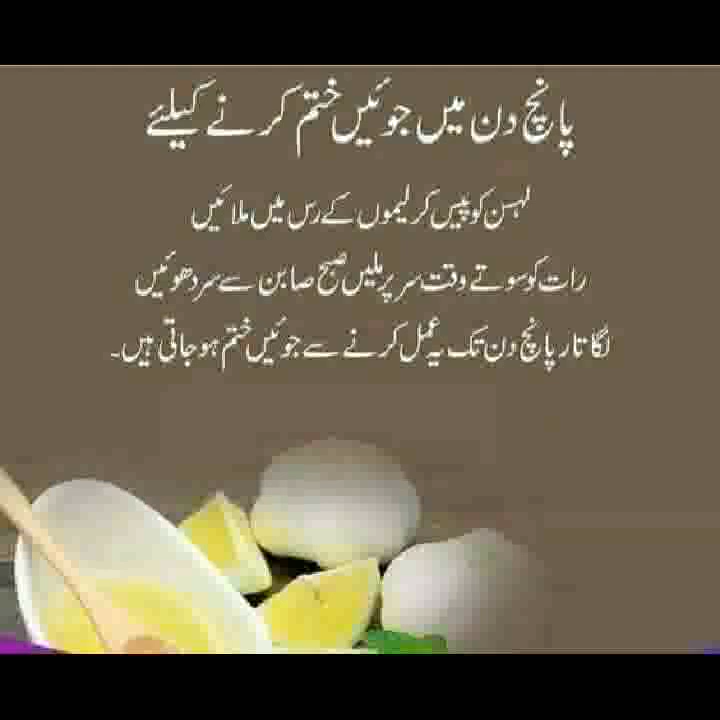 پانچ دن میں جوئیں ختم کرنے کیلئے
لہسن کو پیس کر لیموں کے رس میں ملائیں
رات کو سوتے وقت سر پر ملیں صبح صابن سے سر دھوئیں
لگا تار پانچ دن تک یہ عمل کرنے سے جوئیں ختم ہو جاتی ہیں۔